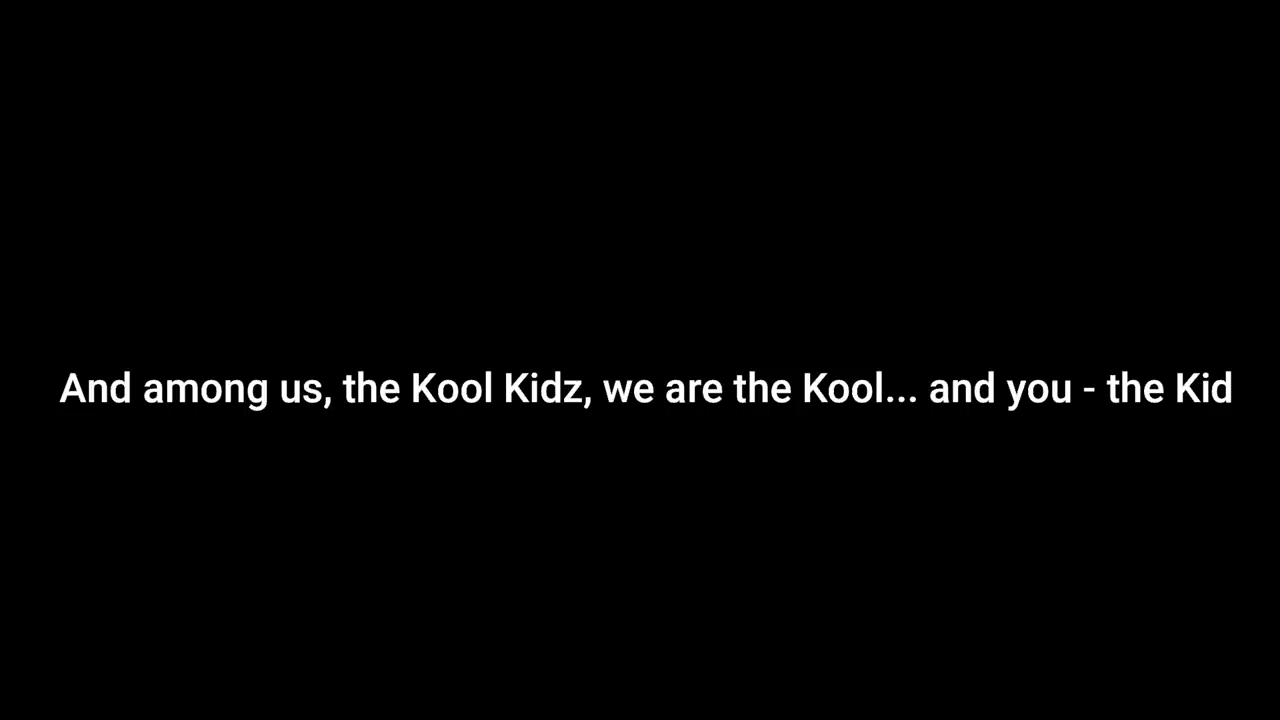 And among us, the Kool Kidz, we are the Kool... and you - the Kid